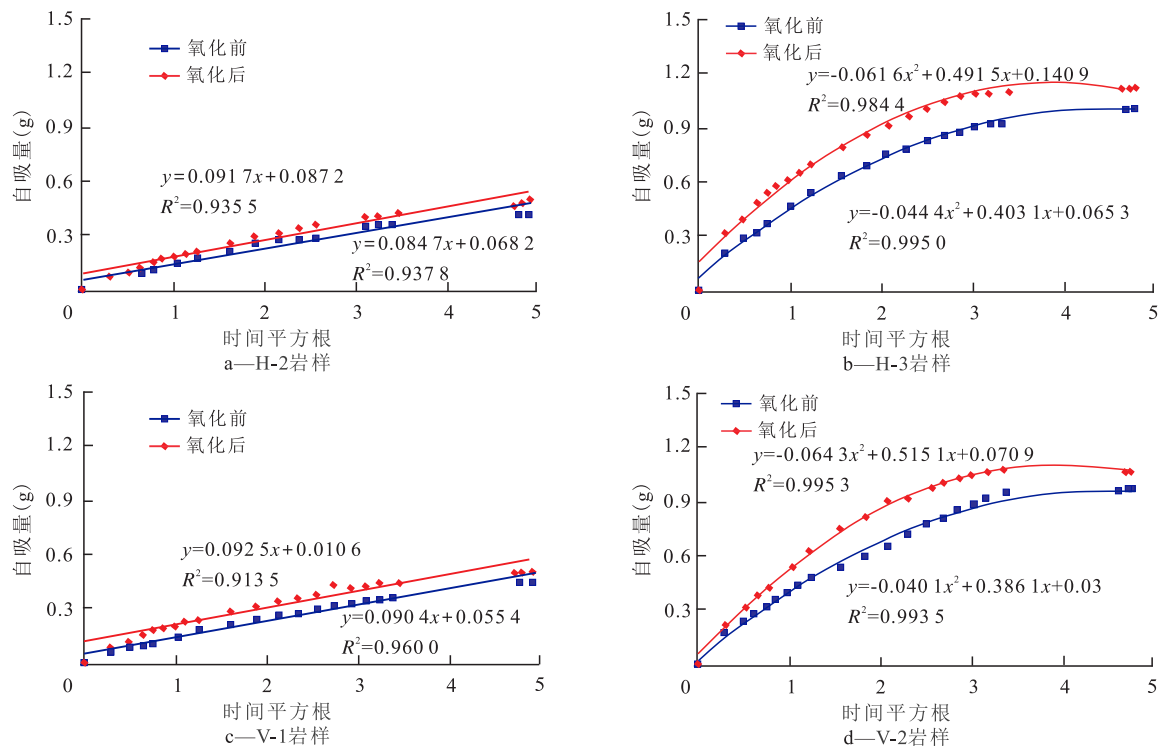 1.5
1.2
0.9
0.6
0.3
自吸量(g)
氧化前
氧化后
y=0.091 7x+0.087 2
R²=0.935 5
y=0.084 7x+0.068 2
R²=0.937 8
0 1 2 3 4 5
时间平方根
a—H-2岩样
1.5
1.2
0.9
0.6
0.3
自吸量(g)
氧化前
氧化后
y=-0.061 6x²+0.491 5x+0.140 9
R²=0.984 4
y=-0.044 4x²+0.403 1x+0.065 3
R²=0.995 0
0 1 2 3 4 5
时间平方根
b—H-3岩样
1.5
1.2
0.9
0.6
0.3
自吸量(g)
氧化前
氧化后
y=0.092 5x+0.010 6
R²=0.913 5
y=0.090 4x+0.055 4
R²=0.960 0
0 1 2 3 4 5
时间平方根
c—V-1岩样
1.5
1.2
0.9
0.6
0.3
自吸量(g)
氧化前
氧化后
y=-0.064 3x²+0.515 1x+0.070 9
R²=0.995 3
y=-0.040 1x²+0.386 1x+0.03
R²=0.993 5
0 1 2 3 4 5
时间平方根
d—V-2岩样